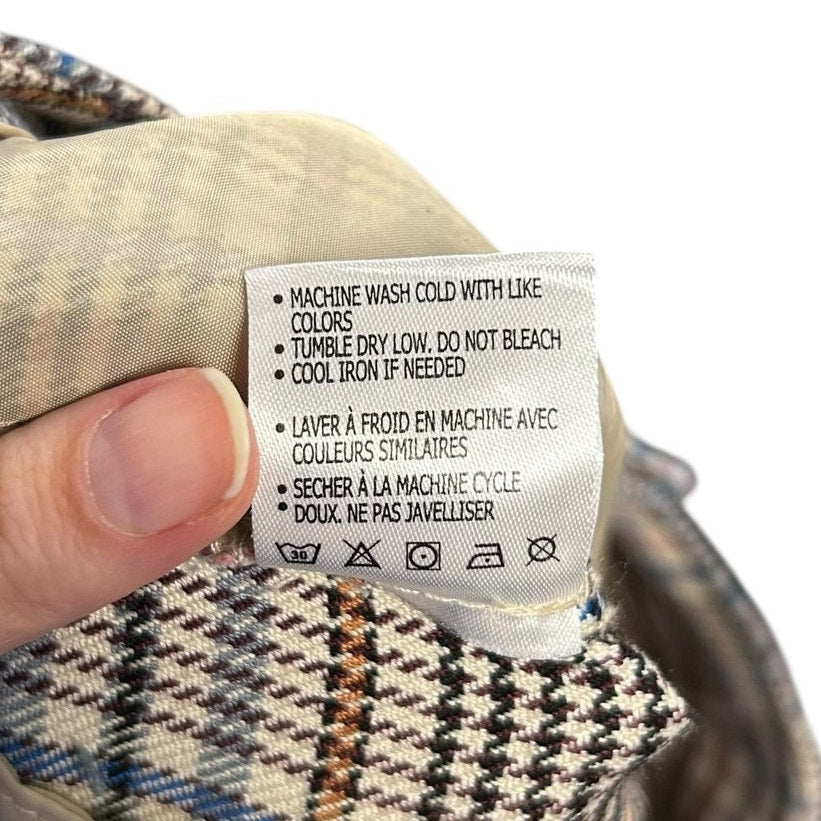 • MACHINE WASH COLD WITH LIKE
COLORS
• TUMBLE DRY LOW. DO NOT BLEACH
• COOL IRON IF NEEDED
• LAVER À FROID EN MACHINE AVEC
COULEURS SIMILAIRES
• SECHER À LA MACHINE CYCLE
• DOUX. NE PAS JAVELLISER
30